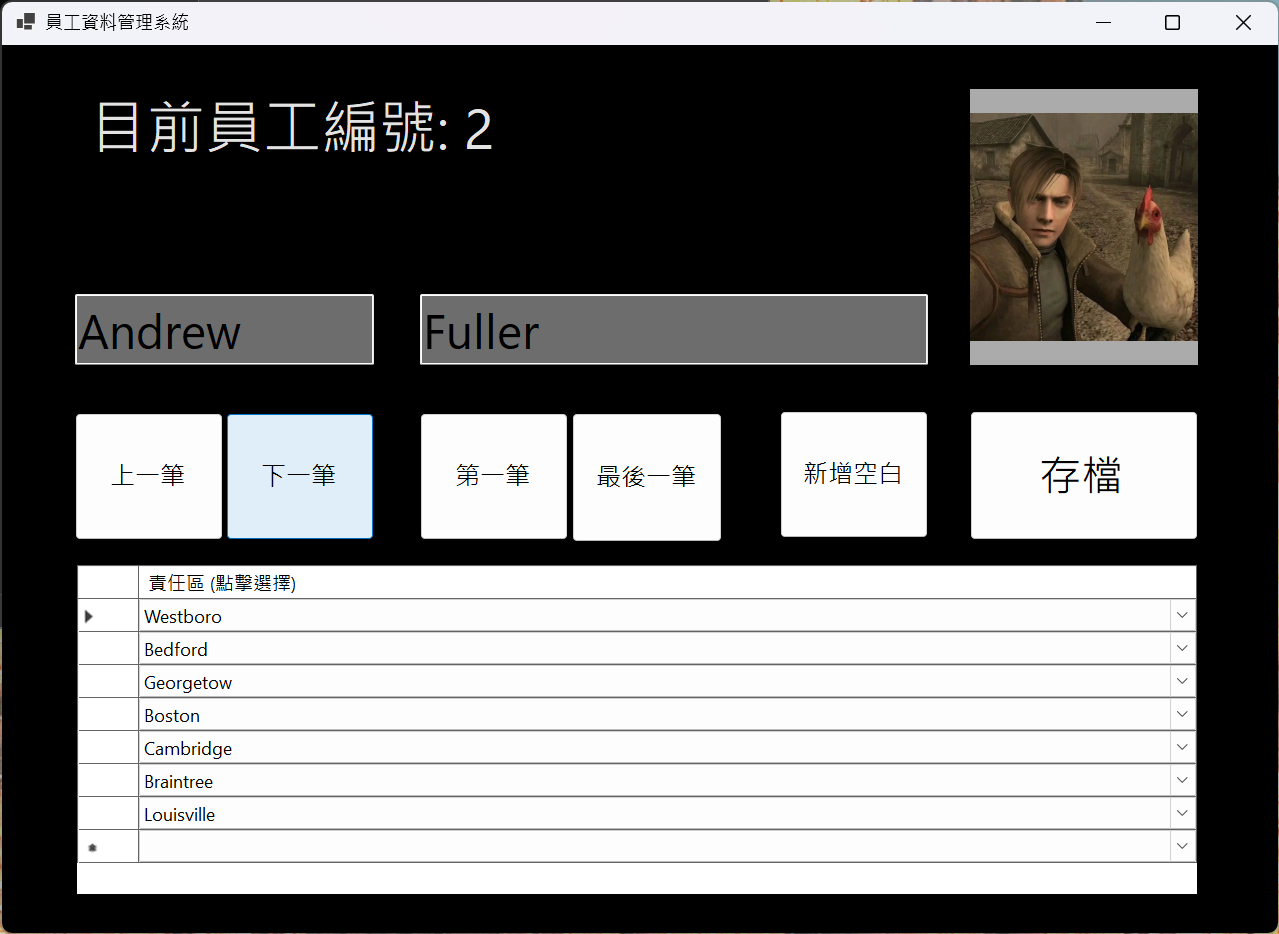 員工資料管理系統
目前員工編號: 2
Andrew Fuller
上一筆 下一筆 第一筆 最後一筆 新增空白 存檔
責任區 (點擊選擇)
Westboro
Bedford
Georgetow
Boston
Cambridge
Braintree
Louisville